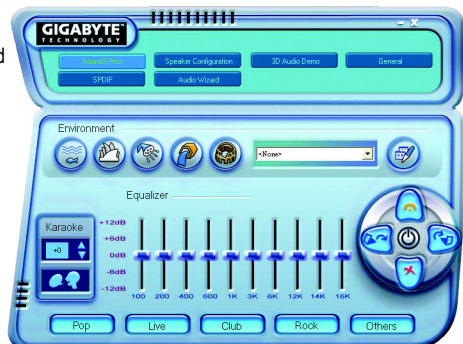 d
GIGABYTE™
TECHNOLOGY
– X
Sound Effect Speaker Configuration 3D Audio Demo General
SPDIF Audio Wizard
Environment
<None>
Equalizer
Karaoke
+0
+12dB
+6dB
0dB
-6dB
-12dB
100 200 400 600 1K 3K 6K 12K 14K 16K
Pop Live Club Rock Others